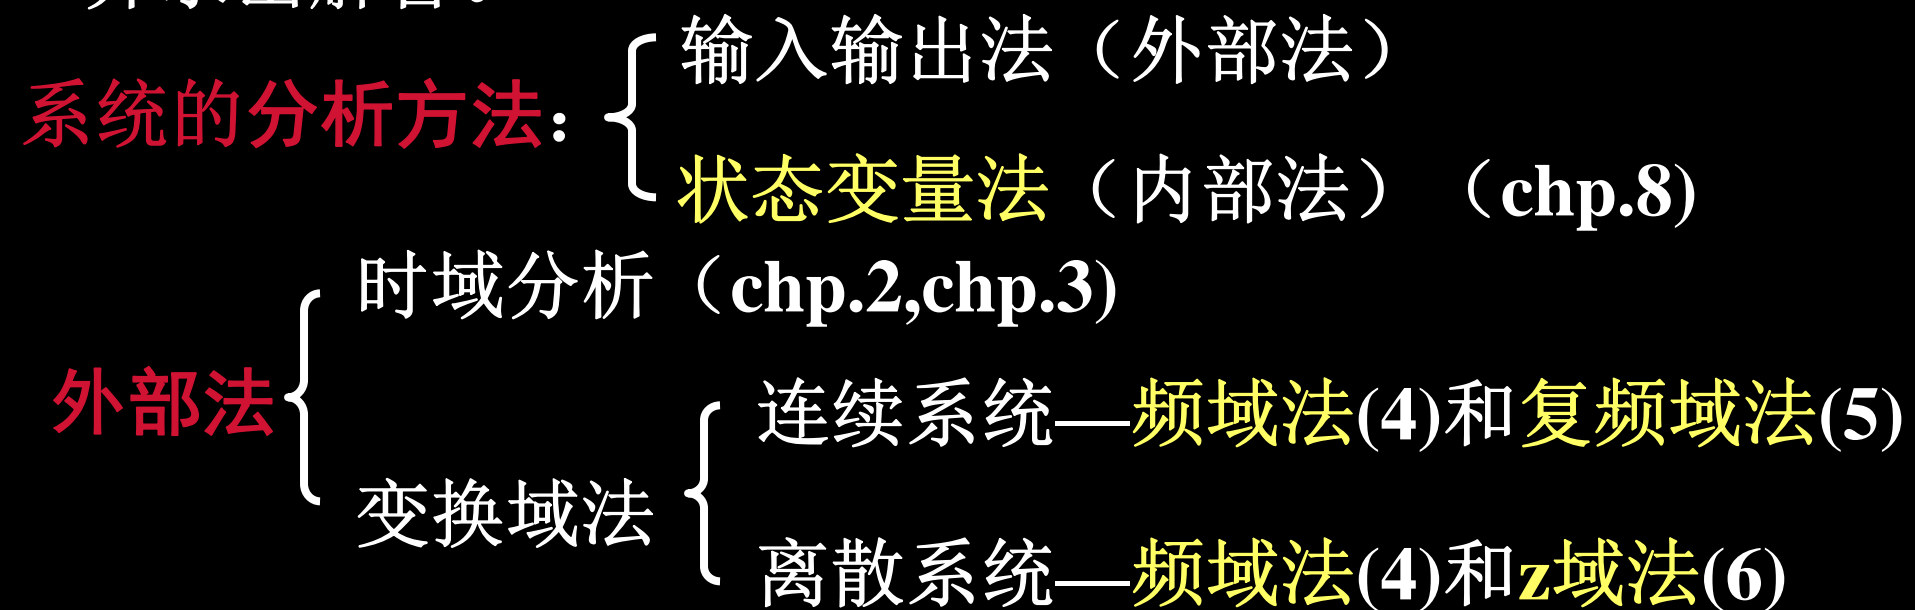 输入输出法（外部法）
系统的分析方法：
状态变量法（内部法）（chp.8)
时域分析（chp.2,chp.3)
外部法
连续系统—频域法(4)和复频域法(5)
变换域法
离散系统—频域法(4)和z域法(6)